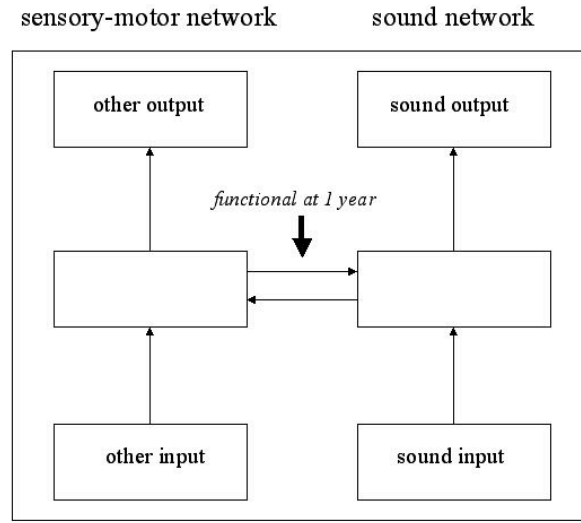 sensory-motor network
sound network
other output
sound output
functional at 1 year
other input
sound input